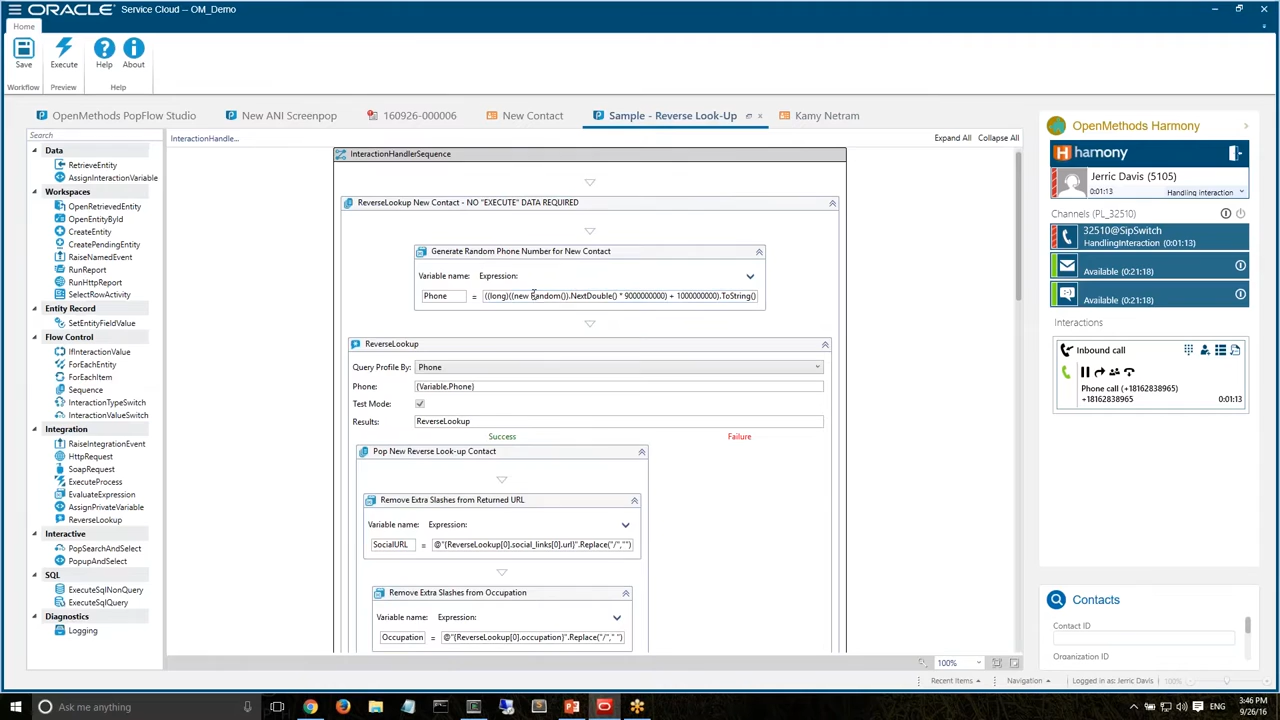 ORACLE Service Cloud – OM_Demo
Home
Save
Execute
Help
About
Workflow
Preview
Help
OpenMethods PopFlow Studio
New ANI Screenpop
160926-000006
New Contact
Sample - Reverse Look-Up
Kamy Netram
Search
Data
RetrieveEntity
AssignInteractionVariable
Workspaces
OpenRetrievedEntity
OpenEntityById
CreateEntity
CreatePendingEntity
RaiseNamedEvent
RunReport
RunHttpReport
SelectRowActivity
Entity Record
SetEntityFieldValue
Flow Control
IfInteractionValue
ForEachEntity
ForEachItem
Sequence
InteractionTypeSwitch
InteractionValueSwitch
Integration
RaiseIntegrationEvent
HttpRequest
SoapRequest
ExecuteProcess
EvaluateExpression
AssignPrivateVariable
ReverseLookup
Interactive
PopSearchAndSelect
PopupAndSelect
SQL
ExecuteSqlNonQuery
ExecuteSqlQuery
Diagnostics
Logging
InteractionHandle...
Expand All
Collapse All
InteractionHandlerSequence
ReverseLookup New Contact - NO "EXECUTE" DATA REQUIRED
Generate Random Phone Number for New Contact
Variable name:
Expression:
Phone
=
((long)((new Random()).NextDouble() * 9000000000) + 1000000000).ToString()
ReverseLookup
Query Profile By:
Phone
Phone:
{Variable.Phone}
Test Mode:
Results:
ReverseLookup
Success
Failure
Pop New Reverse Look-up Contact
Remove Extra Slashes from Returned URL
Variable name:
Expression:
SocialURL
=
@"{ReverseLookup[0].social_links[0].url}".Replace("/","")
Remove Extra Slashes from Occupation
Variable name:
Expression:
Occupation
=
@"{ReverseLookup[0].occupation}".Replace("/"," ")
100%
OpenMethods Harmony
harmony
Jerric Davis (5105)
0:01:13
Handling interaction
Channels (PL_32510)
32510@SipSwitch
HandlingInteraction (0:01:13)
Available (0:21:18)
Available (0:21:18)
Interactions
Inbound call
Phone call (+18162838965)
+18162838965
0:01:13
Contacts
Contact ID
Organization ID
Recent Items
Navigation
Logged in as: Jerric Davis
100%
Ask me anything
ENG
3:46 PM
9/26/16